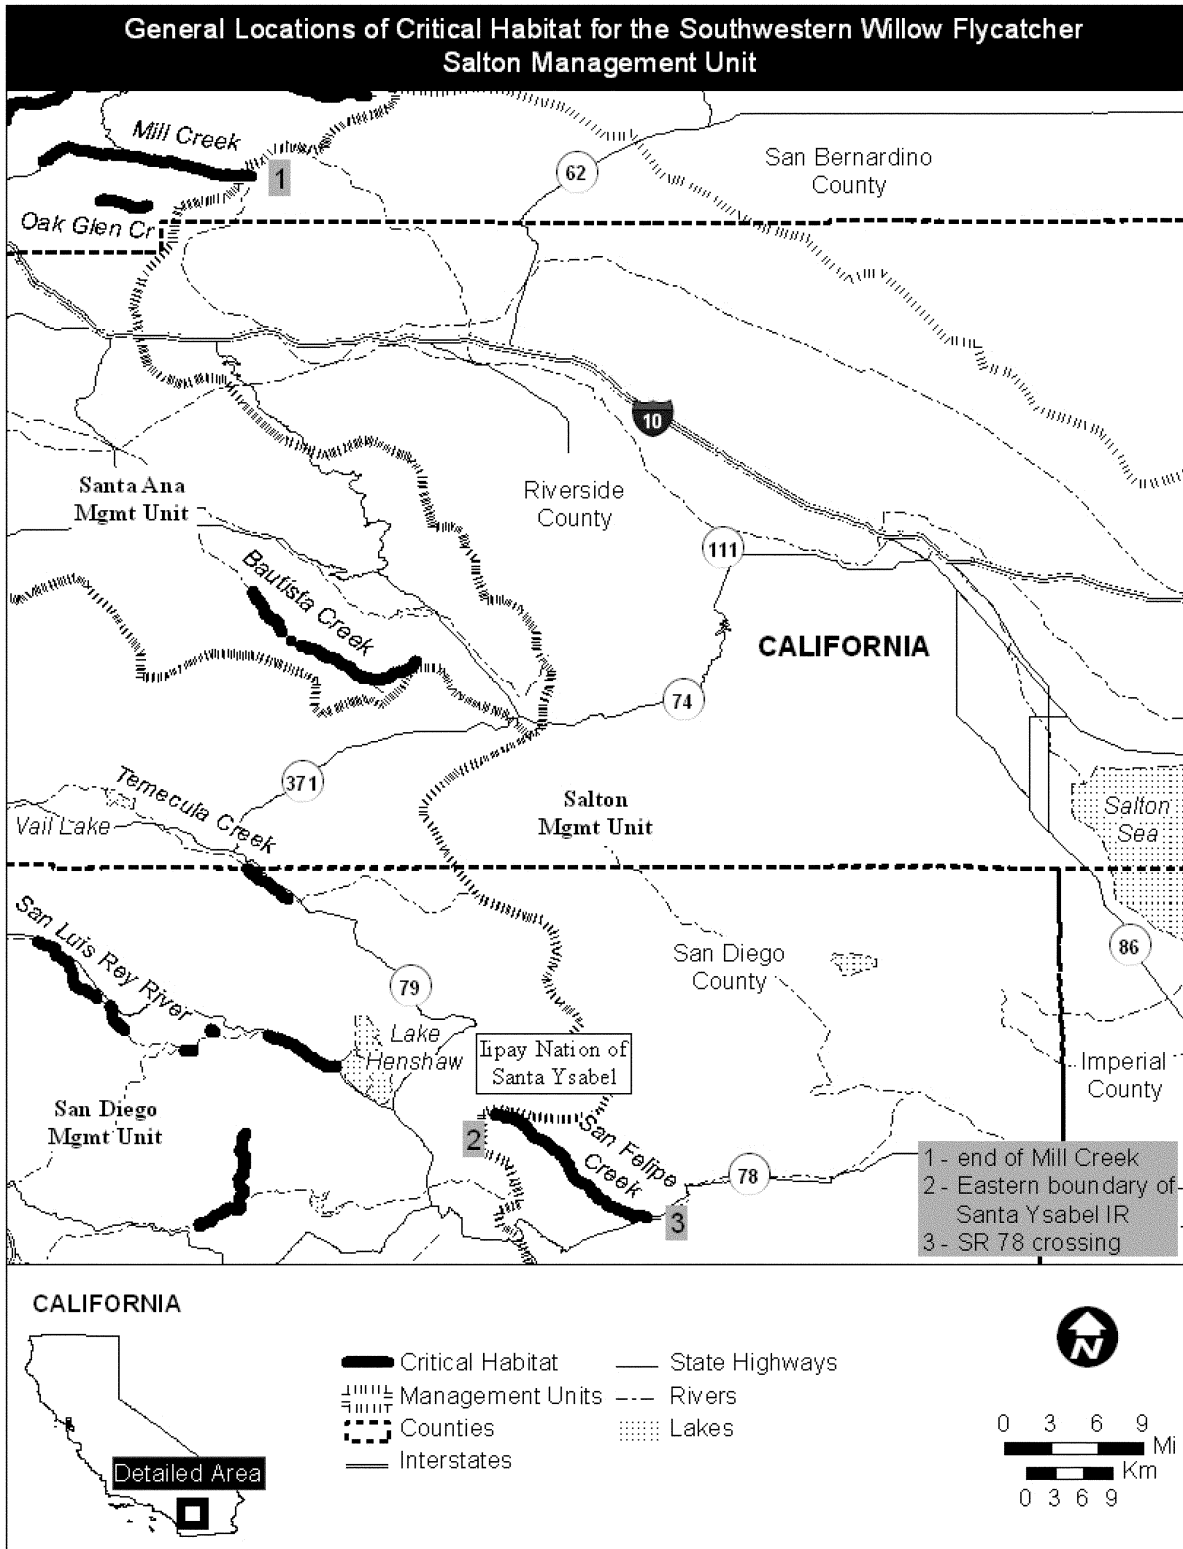 General Locations of Critical Habitat for the Southwestern Willow Flycatcher
Salton Management Unit
Mill Creek
1
62
San Bernardino
County
Oak Glen Cr
10
Santa Ana
Mgmt Unit
Riverside
County
111
Bautista Creek
CALIFORNIA
74
371
Temecula Creek
Vail Lake
Salton
Mgmt Unit
Salton
Sea
San Luis Rey River
San Diego
County
86
79
Lake
Henshaw
Iipay Nation of
Santa Ysabel
Imperial
County
San Diego
Mgmt Unit
2
San Felipe
Creek
78
3
1 - end of Mill Creek
2 - Eastern boundary of
Santa Ysabel IR
3 - SR 78 crossing
CALIFORNIA
Detailed Area
Critical Habitat
Management Units
Counties
Interstates
State Highways
Rivers
Lakes
N
0 3 6 9
Mi
Km
0 3 6 9